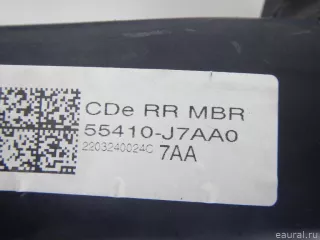 CDe RR MBR
55410-J7AA0
2203240024C 7AA
© eaural.ru